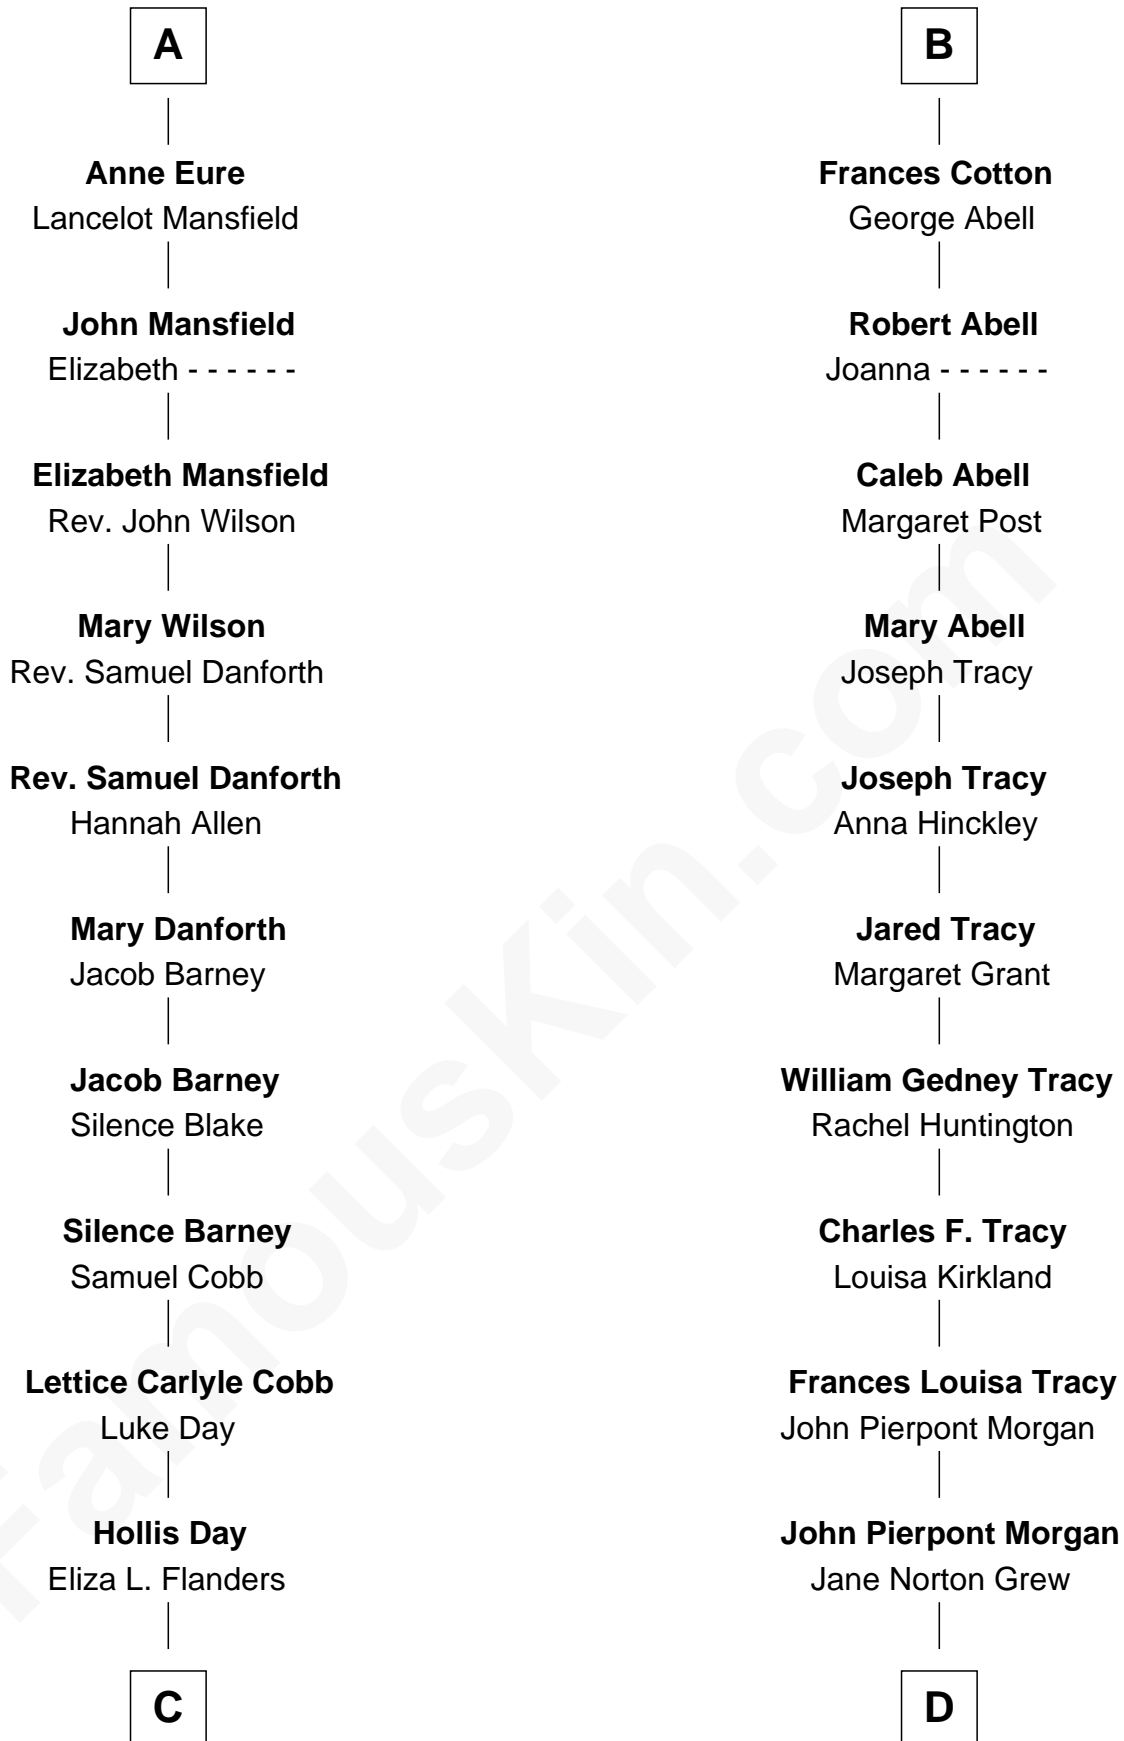 A
Anne Eure
Lancelot Mansfield
John Mansfield
Elizabeth - - - - - -
Elizabeth Mansfield
Rev. John Wilson
Mary Wilson
Rev. Samuel Danforth
Rev. Samuel Danforth
Hannah Allen
Mary Danforth
Jacob Barney
Jacob Barney
Silence Blake
Silence Barney
Samuel Cobb
Lettice Carlyle Cobb
Luke Day
Hollis Day
Eliza L. Flanders
C
B
Frances Cotton
George Abell
Robert Abell
Joanna - - - - - -
Caleb Abell
Margaret Post
Mary Abell
Joseph Tracy
Joseph Tracy
Anna Hinckley
Jared Tracy
Margaret Grant
William Gedney Tracy
Rachel Huntington
Charles F. Tracy
Louisa Kirkland
Frances Louisa Tracy
John Pierpont Morgan
John Pierpont Morgan
Jane Norton Grew
D
FamousKin.com